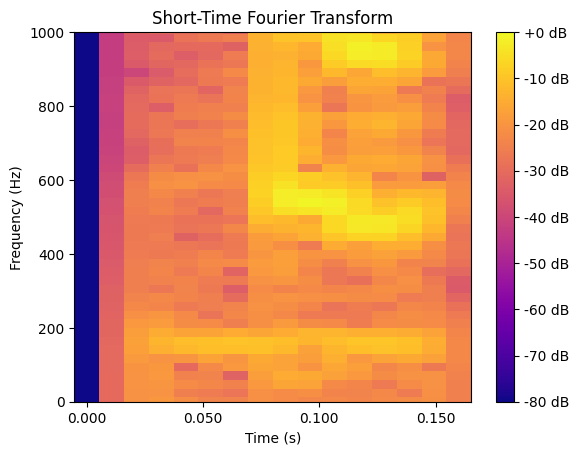 Short-Time Fourier Transform
1000
800
600
400
200
0
Frequency (Hz)
0.000
0.050
0.100
0.150
Time (s)
+0 dB
-10 dB
-20 dB
-30 dB
-40 dB
-50 dB
-60 dB
-70 dB
-80 dB